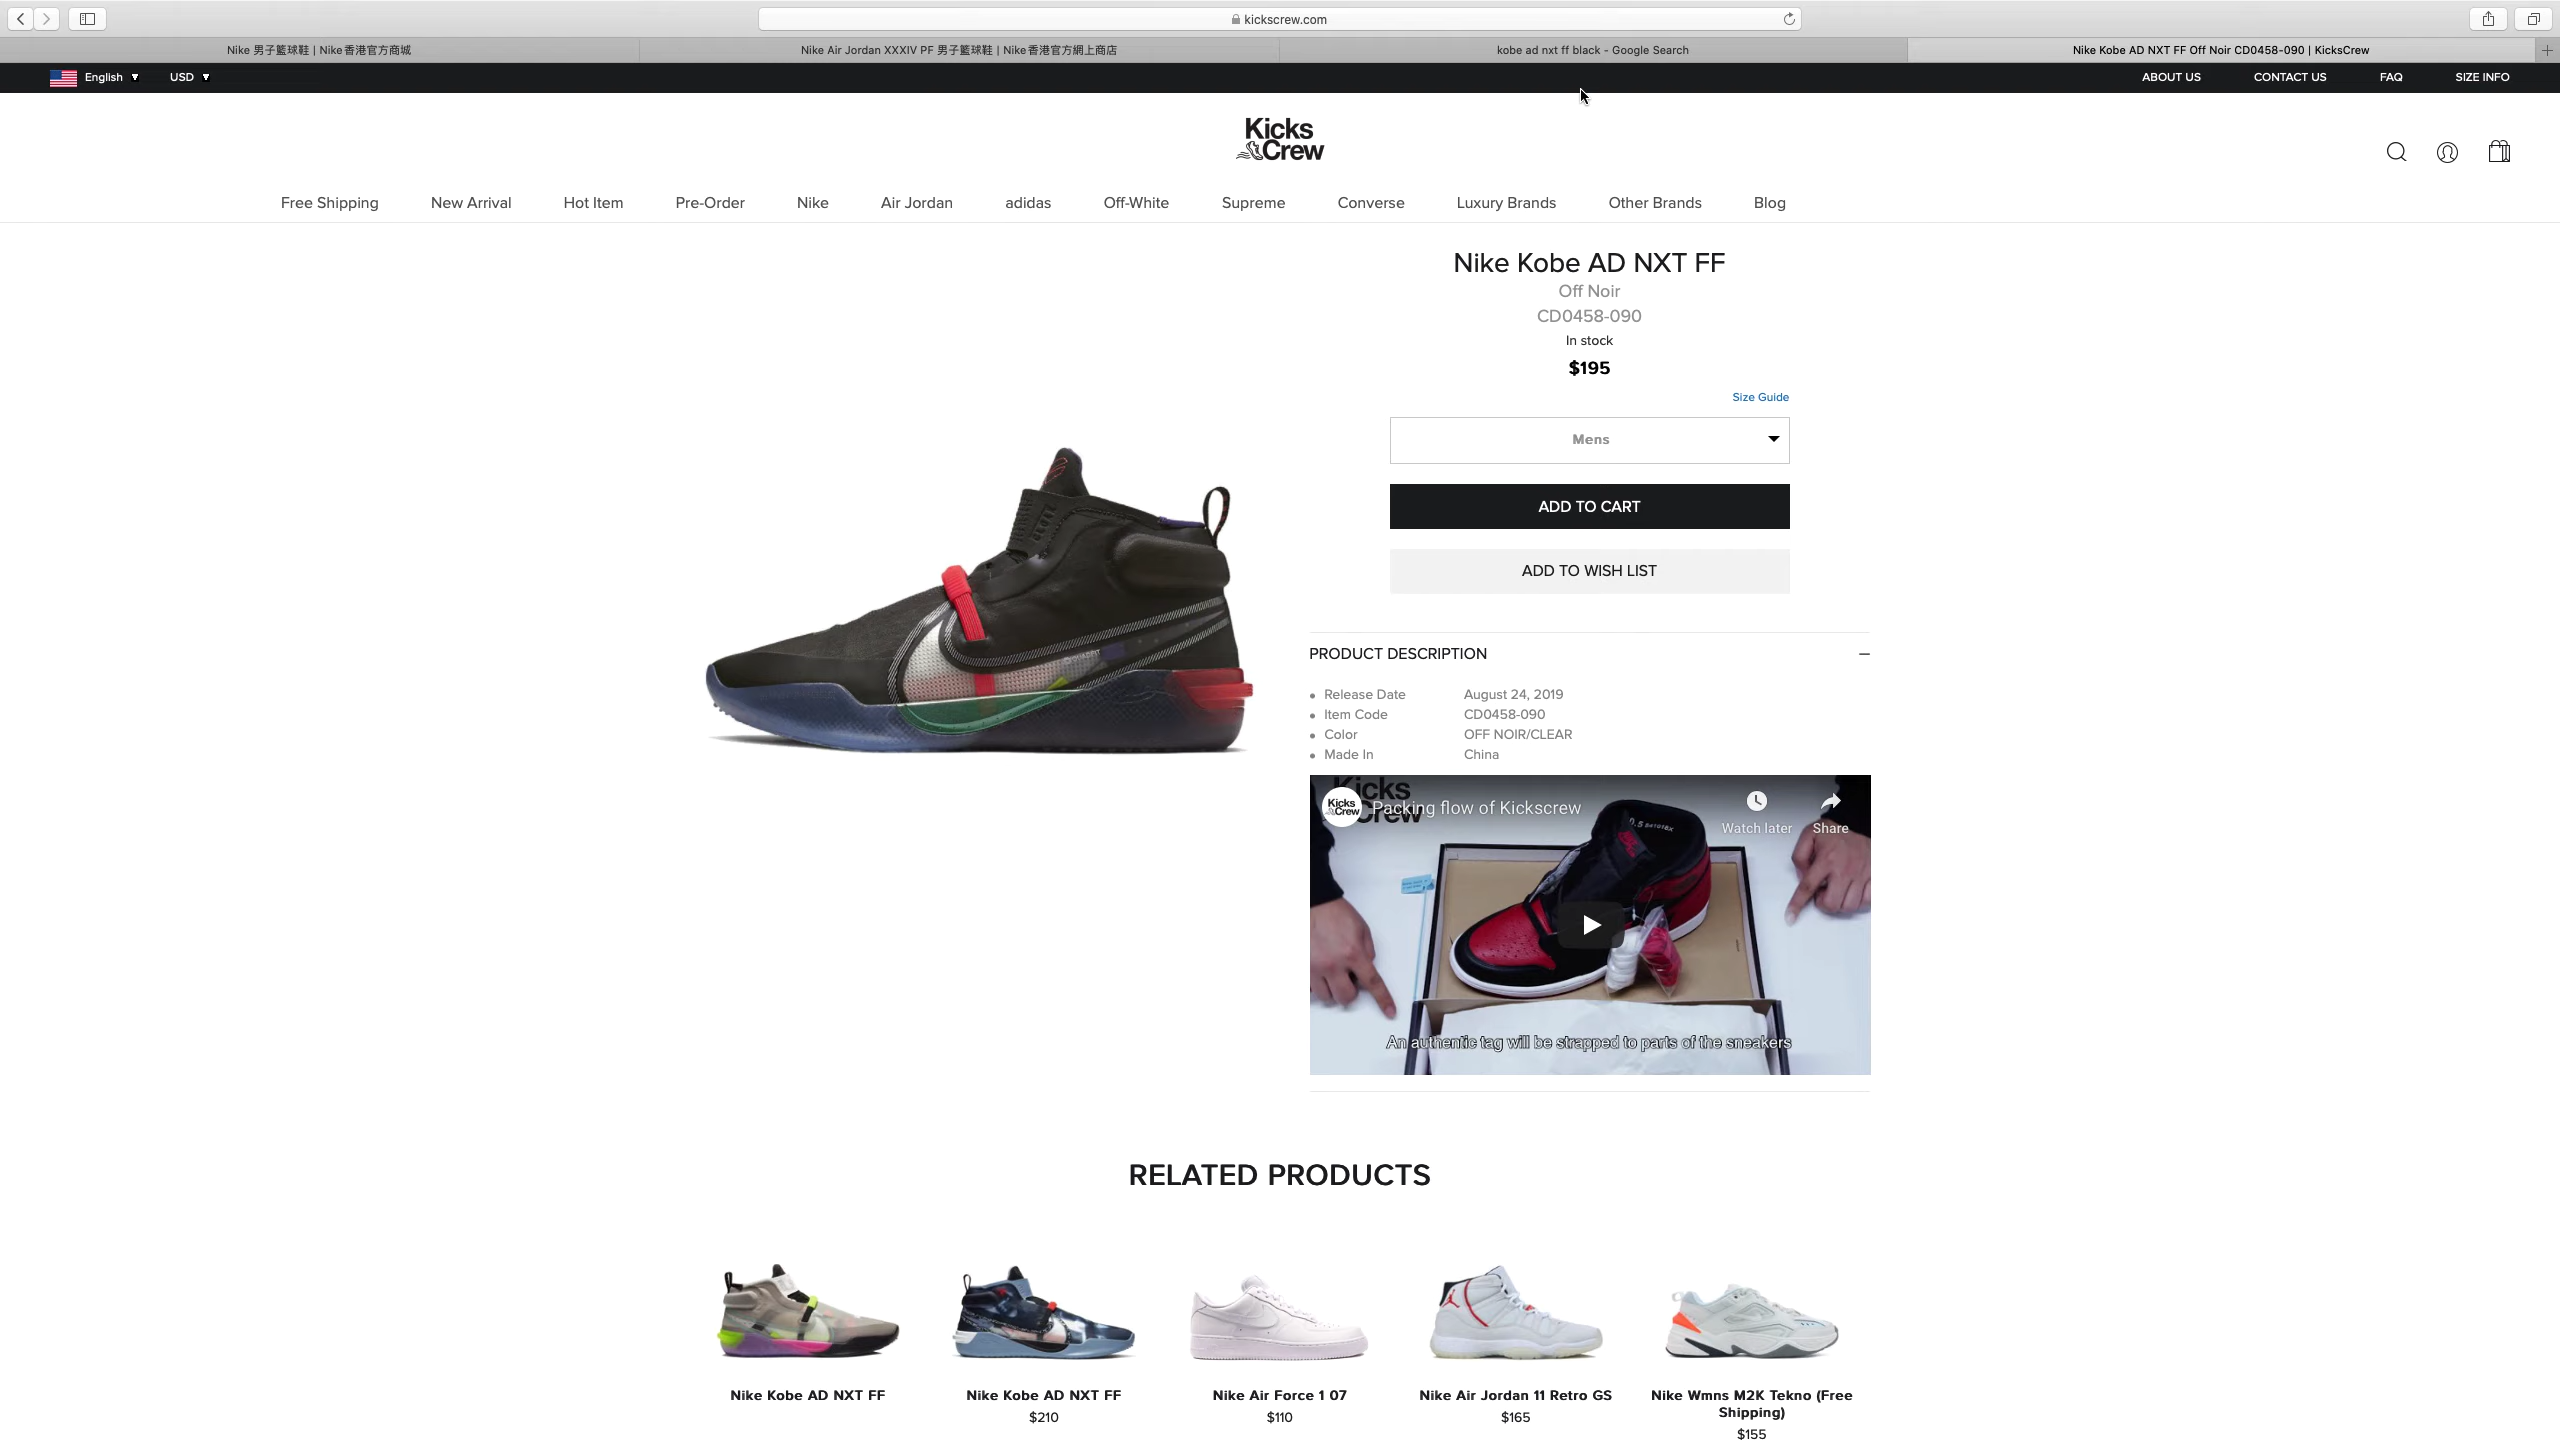 kickscrew.com
Nike 男子籃球鞋 | Nike香港官方商城
Nike Air Jordan XXXIV PF 男子籃球鞋 | Nike香港官方網上商店
kobe ad nxt ff black - Google Search
Nike Kobe AD NXT FF Off Noir CD0458-090 | KicksCrew
English ▼
USD ▼
ABOUT US
CONTACT US
FAQ
SIZE INFO
Kicks
Crew
Free Shipping
New Arrival
Hot Item
Pre-Order
Nike
Air Jordan
adidas
Off-White
Supreme
Converse
Luxury Brands
Other Brands
Blog
Nike Kobe AD NXT FF
Off Noir
CD0458-090
In stock
$195
Size Guide
Mens
ADD TO CART
ADD TO WISH LIST
PRODUCT DESCRIPTION
• Release Date August 24, 2019
• Item Code CD0458-090
• Color OFF NOIR/CLEAR
• Made In China
Kicks
Crew
Kicks
Crew
Packing flow of Kickscrew
Watch later
Share
An authentic tag will be strapped to parts of the sneakers
RELATED PRODUCTS
Nike Kobe AD NXT FF
Nike Kobe AD NXT FF
$210
Nike Air Force 1 07
$110
Nike Air Jordan 11 Retro GS
$165
Nike Wmns M2K Tekno (Free
Shipping)
$155